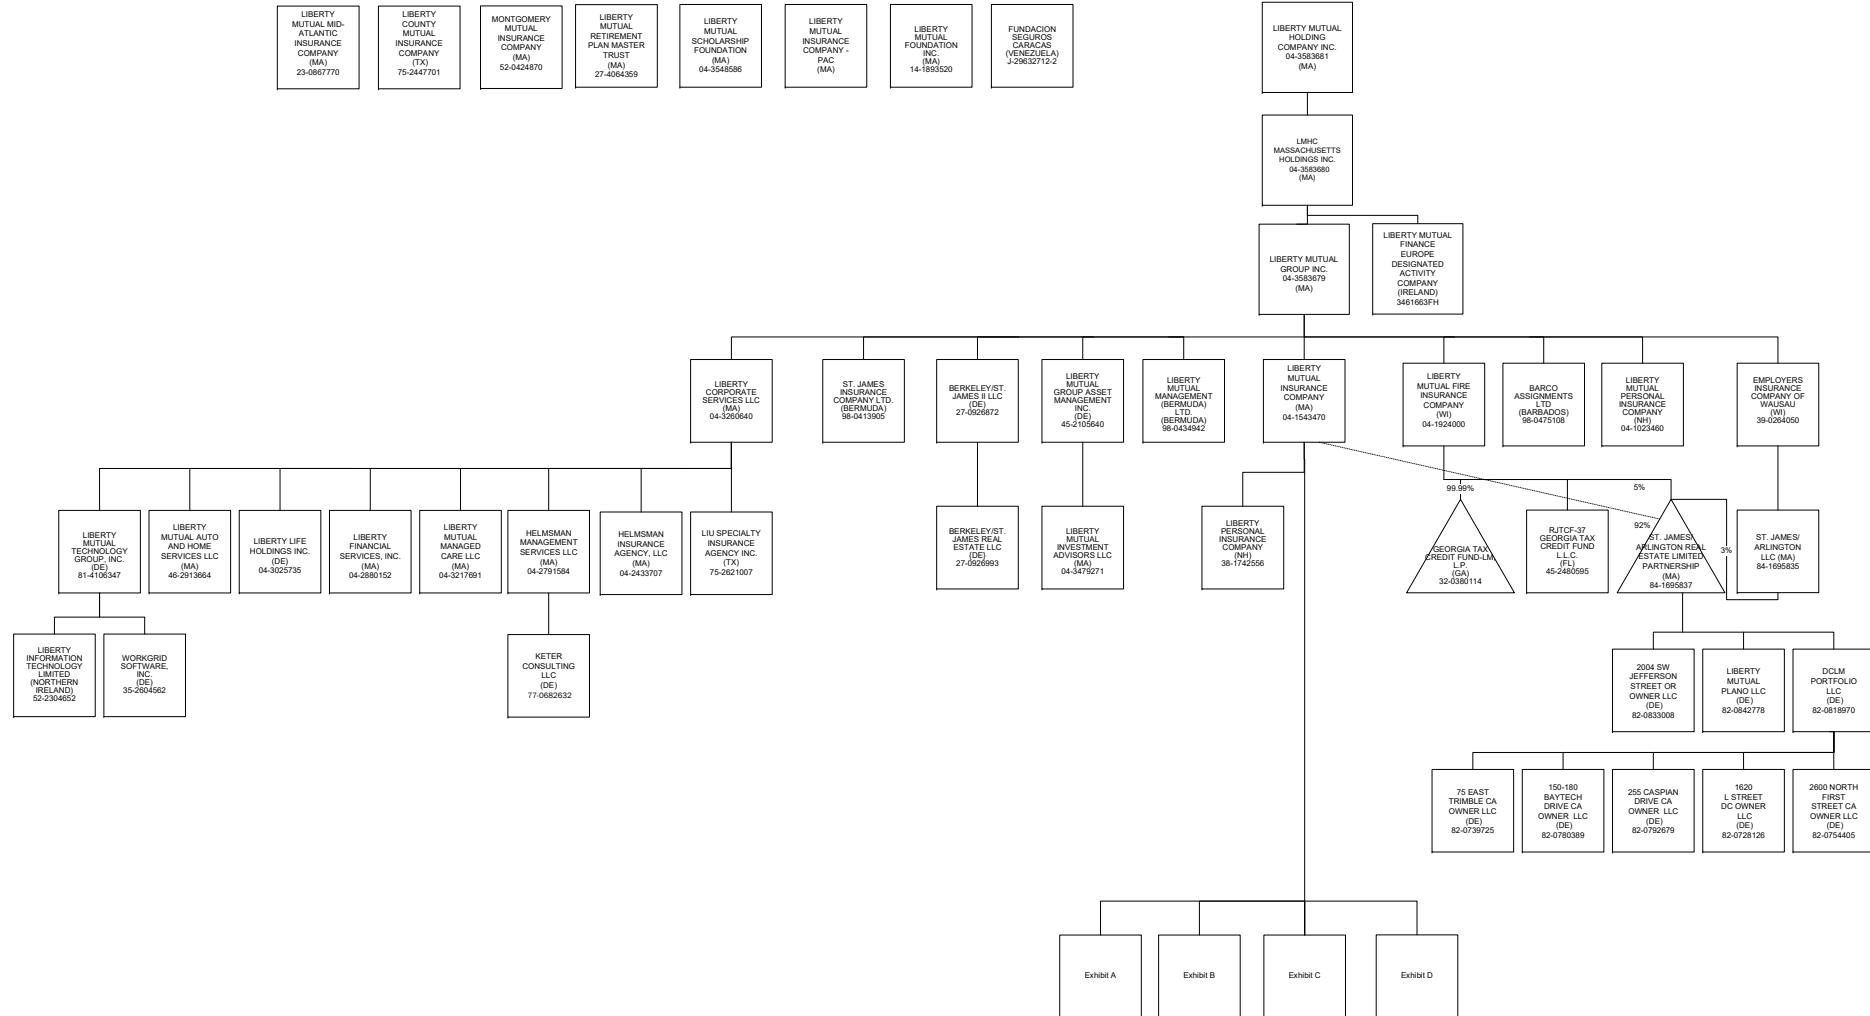 LIBERTY
MUTUAL MID-
ATLANTIC
INSURANCE
COMPANY
(MA)
23-0867770
LIBERTY
COUNTY
MUTUAL
INSURANCE
COMPANY
(TX)
75-2447701
MONTGOMERY
MUTUAL
INSURANCE
COMPANY
(MA)
52-0424870
LIBERTY
MUTUAL
RETIREMENT
PLAN MASTER
TRUST
(MA)
27-4064359
LIBERTY
MUTUAL
SCHOLARSHIP
FOUNDATION
(MA)
04-3548586
LIBERTY
MUTUAL
INSURANCE
COMPANY -
PAC
(MA)
LIBERTY
MUTUAL
FOUNDATION
INC.
(MA)
14-1893520
FUNDACION
SEGUROS
CARACAS
(VENEZUELA)
J-29632712-2
LIBERTY MUTUAL
HOLDING
COMPANY INC.
04-3583681
(MA)
LMHC
MASSACHUSETTS
HOLDINGS INC.
04-3583680
(MA)
LIBERTY MUTUAL
GROUP INC.
04-3583679
(MA)
LIBERTY MUTUAL
FINANCE
EUROPE
DESIGNATED
ACTIVITY
COMPANY
(IRELAND)
3461663FH
LIBERTY
CORPORATE
SERVICES LLC
(MA)
04-3260640
ST. JAMES
INSURANCE
COMPANY LTD.
(BERMUDA)
98-0413905
BERKELEY/ST.
JAMES II LLC
(DE)
27-0926872
LIBERTY
MUTUAL
GROUP ASSET
MANAGEMENT
INC.
(DE)
45-2105640
LIBERTY
MUTUAL
MANAGEMENT
(BERMUDA)
LTD.
(BERMUDA)
98-0434942
LIBERTY
MUTUAL
INSURANCE
COMPANY
(MA)
04-1543470
LIBERTY
MUTUAL FIRE
INSURANCE
COMPANY
(WI)
04-1924000
BARCO
ASSIGNMENTS
LTD
(BARBADOS)
98-0475108
LIBERTY
MUTUAL
PERSONAL
INSURANCE
COMPANY
(NH)
04-1023460
EMPLOYERS
INSURANCE
COMPANY OF
WAUSAU
(WI)
39-0264050
LIBERTY
MUTUAL
TECHNOLOGY
GROUP, INC.
(DE)
81-4106347
LIBERTY
MUTUAL AUTO
AND HOME
SERVICES LLC
(MA)
46-2913664
LIBERTY LIFE
HOLDINGS INC.
(DE)
04-3025735
LIBERTY
FINANCIAL
SERVICES, INC.
(MA)
04-2880152
LIBERTY
MUTUAL
MANAGED
CARE LLC
(MA)
04-3217691
HELMSMAN
MANAGEMENT
SERVICES LLC
(MA)
04-2791584
HELMSMAN
INSURANCE
AGENCY, LLC
(MA)
04-2433707
LIU SPECIALTY
INSURANCE
AGENCY INC.
(TX)
75-2621007
BERKELEY/ST.
JAMES REAL
ESTATE LLC
(DE)
27-0926993
LIBERTY
MUTUAL
INVESTMENT
ADVISORS LLC
(MA)
04-3479271
LIBERTY
PERSONAL
INSURANCE
COMPANY
(NH)
38-1742556
99.99%
GEORGIA TAX
CREDIT FUND-LM,
L.P.
(GA)
32-0380114
RJTCF-37
GEORGIA TAX
CREDIT FUND
L.L.C.
(FL)
45-2480595
5%
92%
3%
ST. JAMES/
ARLINGTON REAL
ESTATE LIMITED
PARTNERSHIP
(MA)
84-1695837
ST. JAMES/
ARLINGTON
LLC (MA)
84-1695835
LIBERTY
INFORMATION
TECHNOLOGY
LIMITED
(NORTHERN
IRELAND)
52-2304652
WORKGRID
SOFTWARE,
INC.
(DE)
35-2604562
KETER
CONSULTING
LLC
(DE)
77-0682632
2004 SW
JEFFERSON
STREET OR
OWNER LLC
(DE)
82-0833008
LIBERTY
MUTUAL
PLANO LLC
(DE)
82-0842778
DCLM
PORTFOLIO
LLC
(DE)
82-0818970
75 EAST
TRIMBLE CA
OWNER LLC
(DE)
82-0739725
150-180
BAYTECH
DRIVE CA
OWNER LLC
(DE)
82-0780389
255 CASPIAN
DRIVE CA
OWNER LLC
(DE)
82-0792679
1620
L STREET
DC OWNER
LLC
(DE)
82-0728126
2600 NORTH
FIRST
STREET CA
OWNER LLC
(DE)
82-0754405
Exhibit A
Exhibit B
Exhibit C
Exhibit D